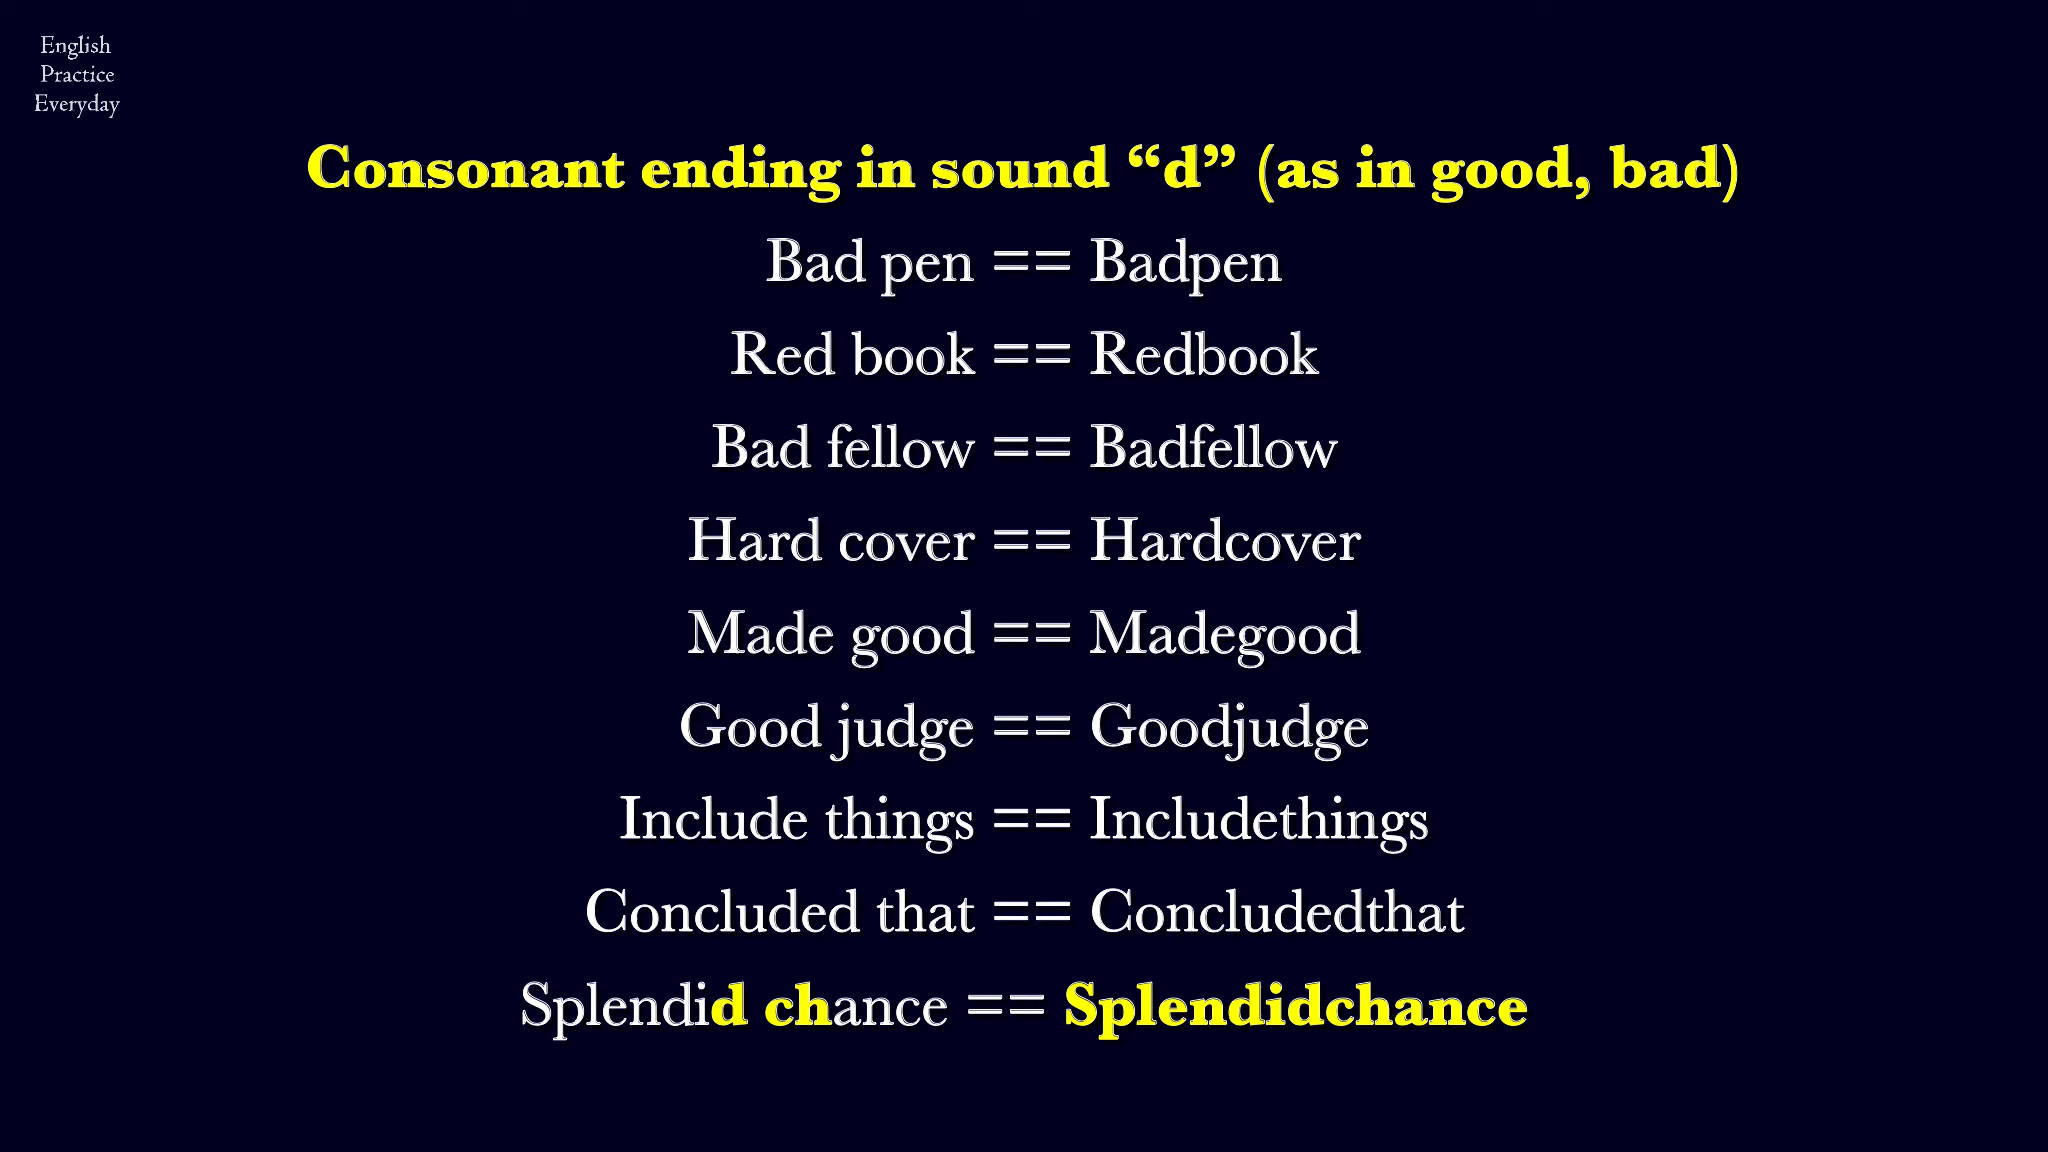 English
Practice
Everyday
Consonant ending in sound “d” (as in good, bad)
Bad pen == Badpen
Red book == Redbook
Bad fellow == Badfellow
Hard cover == Hardcover
Made good == Madegood
Good judge == Goodjudge
Include things == Includethings
Concluded that == Concludedthat
Splendid chance == Splendidchance